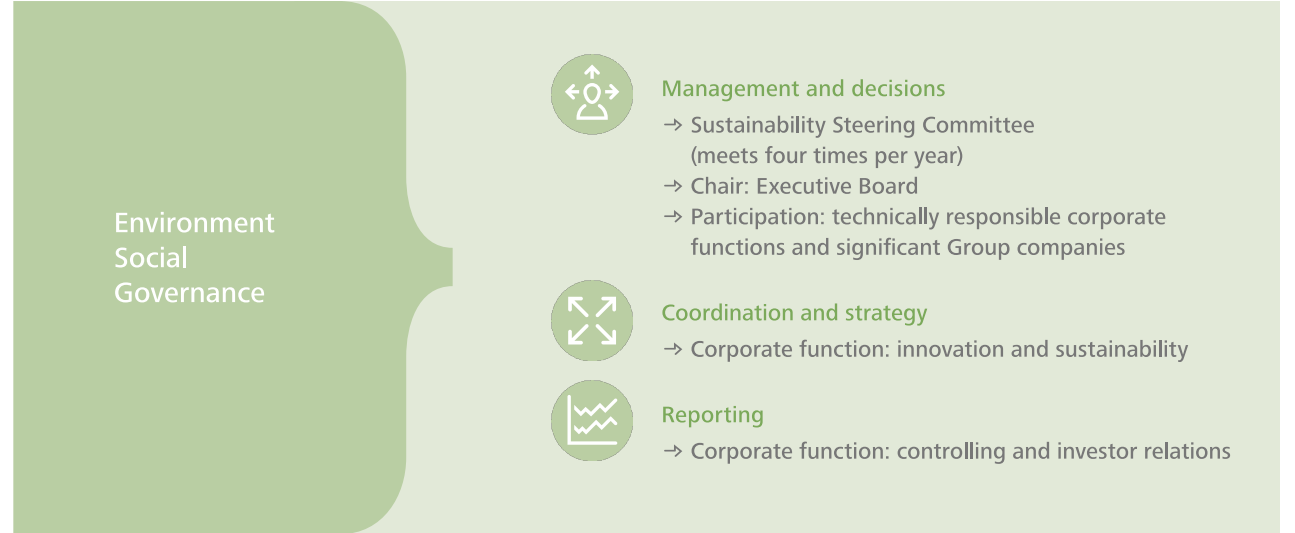 Environment
Social
Governance
Management and decisions
→ Sustainability Steering Committee
(meets four times per year)
→ Chair: Executive Board
→ Participation: technically responsible corporate
functions and significant Group companies
Coordination and strategy
→ Corporate function: innovation and sustainability
Reporting
→ Corporate function: controlling and investor relations